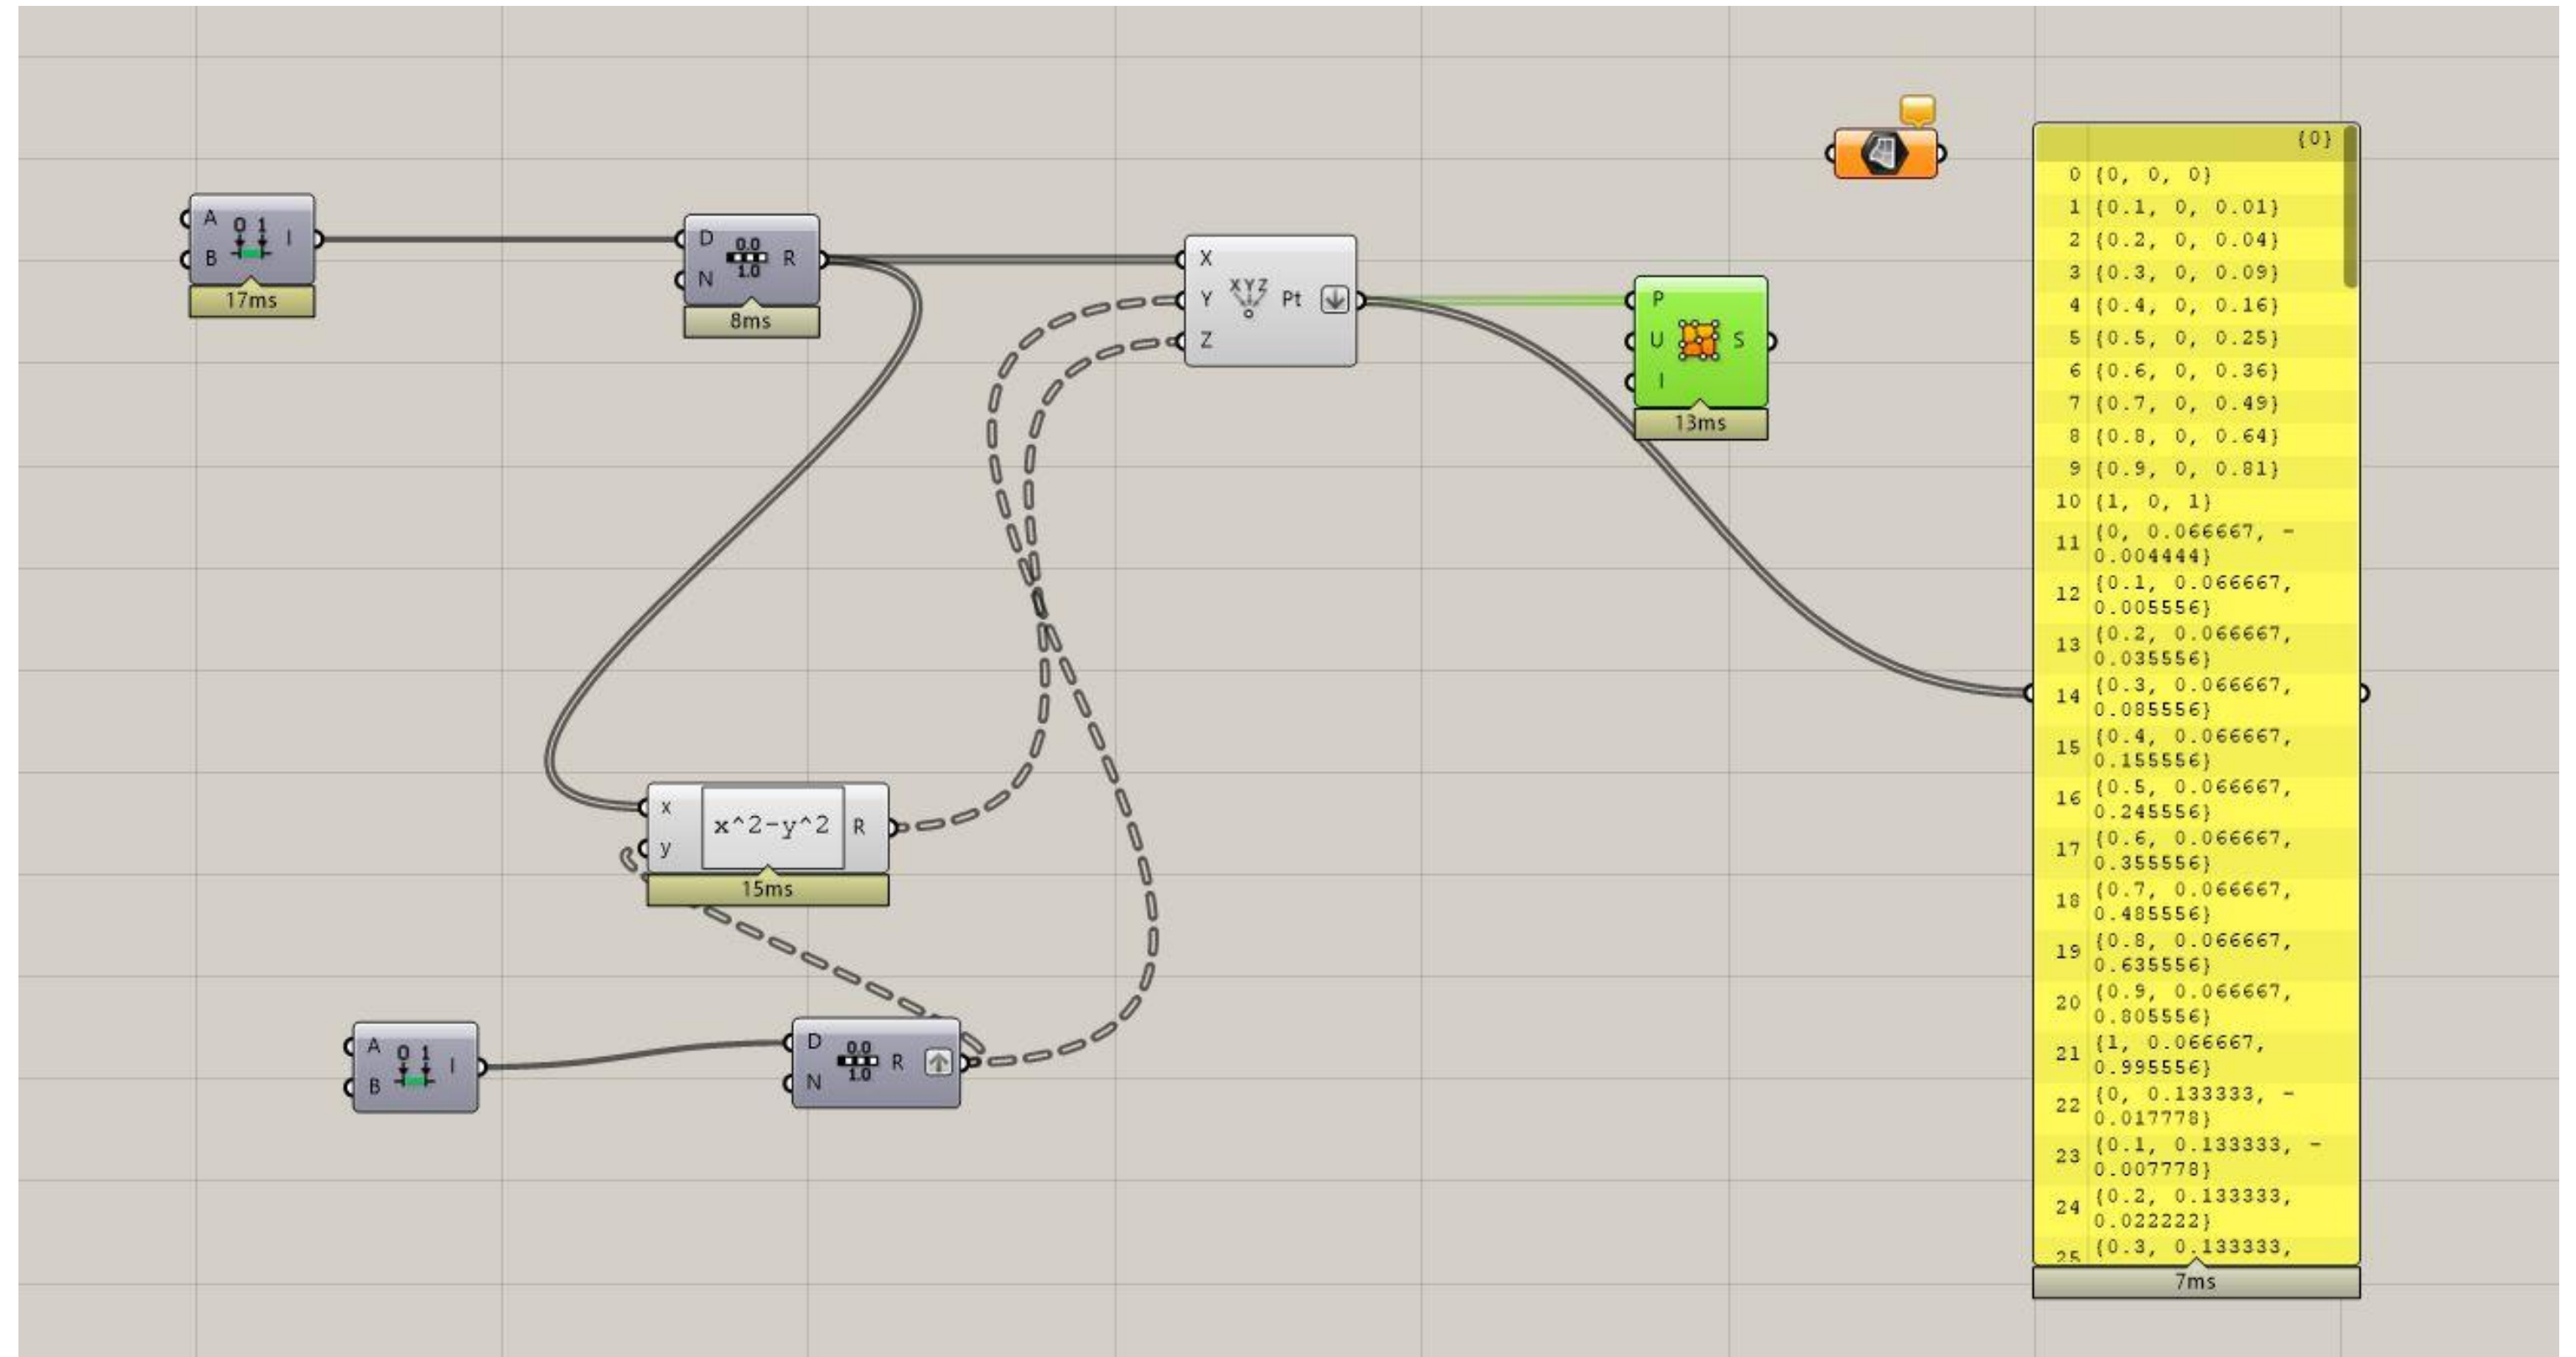 A
0 1
I
B
17ms
D
0.0
1.0
R
N
8ms
X
Y
XYZ
Pt
Z
P
U
S
I
13ms
x
x^2-y^2
R
y
15ms
A
0 1
I
B
D
0.0
1.0
R
N
{0}
0 {0, 0, 0}
1 {0.1, 0, 0.01}
2 {0.2, 0, 0.04}
3 {0.3, 0, 0.09}
4 {0.4, 0, 0.16}
5 {0.5, 0, 0.25}
6 {0.6, 0, 0.36}
7 {0.7, 0, 0.49}
8 {0.8, 0, 0.64}
9 {0.9, 0, 0.81}
10 {1, 0, 1}
11 {0, 0.066667, -
0.004444}
12 {0.1, 0.066667,
0.005556}
13 {0.2, 0.066667,
0.035556}
14 {0.3, 0.066667,
0.085556}
15 {0.4, 0.066667,
0.155556}
16 {0.5, 0.066667,
0.245556}
17 {0.6, 0.066667,
0.355556}
18 {0.7, 0.066667,
0.485556}
19 {0.8, 0.066667,
0.635556}
20 {0.9, 0.066667,
0.805556}
21 {1, 0.066667,
0.995556}
22 {0, 0.133333, -
0.017778}
23 {0.1, 0.133333, -
0.007778}
24 {0.2, 0.133333,
0.022222}
25 {0.3, 0.133333,
7ms